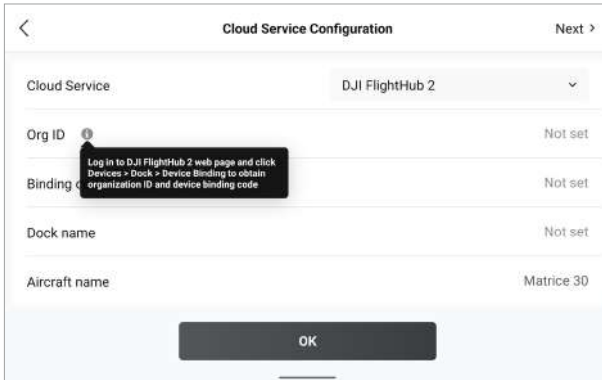 Cloud Service Configuration
Next >
Cloud Service
DJI FlightHub 2
Org ID
Not set
Log in to DJI FlightHub 2 web page and click
Devices > Dock > Device Binding to obtain
organization ID and device binding code
Binding
Not set
Dock name
Not set
Aircraft name
Matrice 30
OK